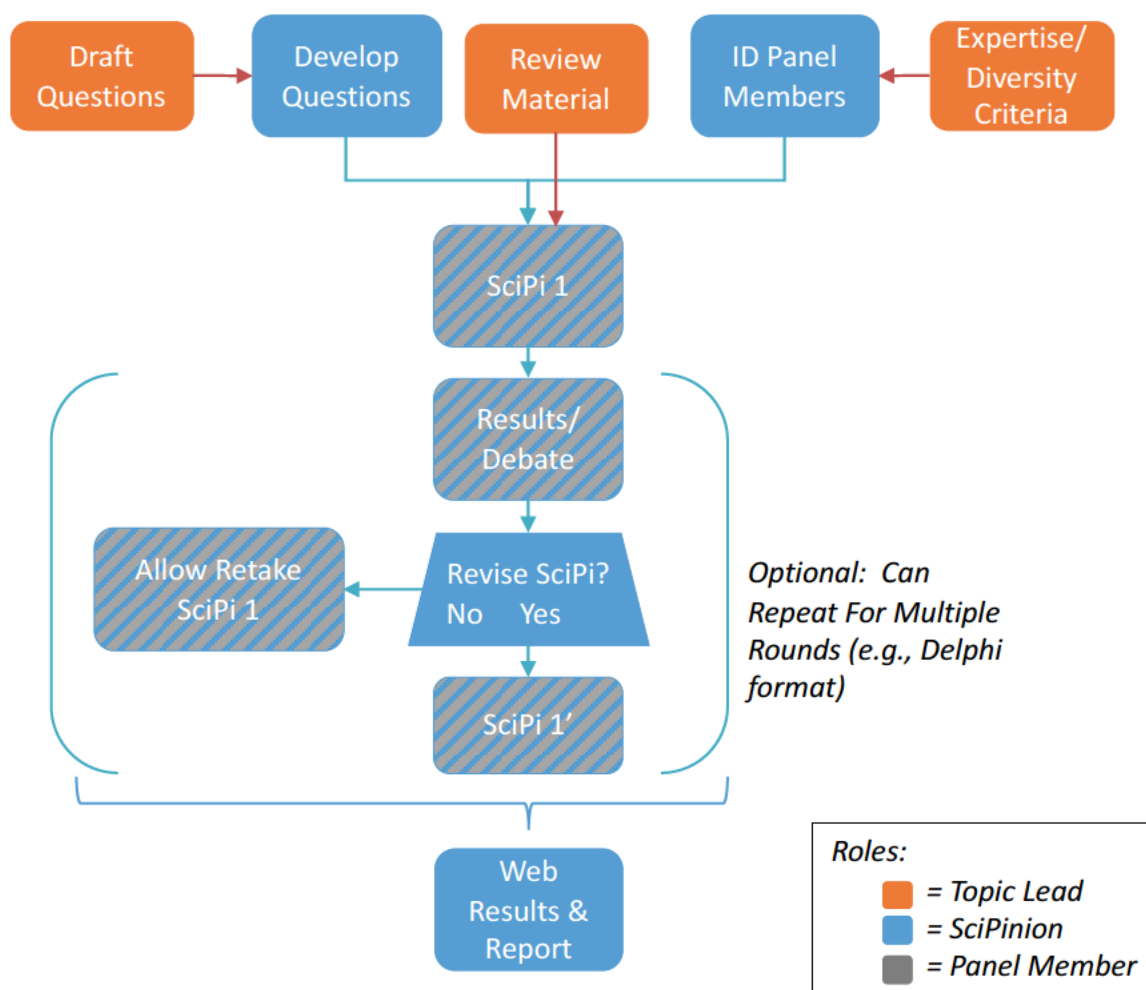 Draft
Questions
Develop
Questions
Review
Material
ID Panel
Members
Expertise/
Diversity
Criteria
SciPi 1
Results/
Debate
Allow Retake
SciPi 1
Revise SciPi?
No Yes
Optional: Can
Repeat For Multiple
Rounds (e.g., Delphi
format)
SciPi 1’
Web
Results &
Report
Roles:
= Topic Lead
= SciPinion
= Panel Member